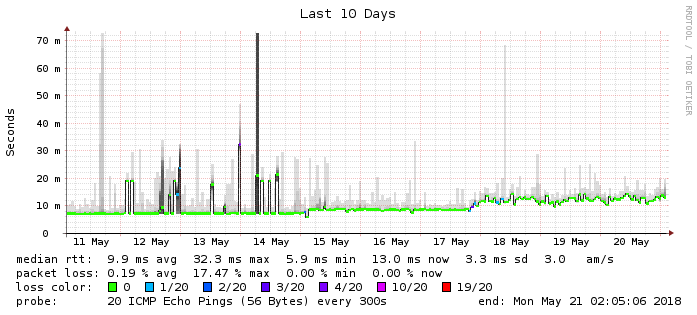 Last 10 Days
RRDTOOL / TOBI OETIKER
Seconds
70 m
60 m
50 m
40 m
30 m
20 m
10 m
0
11 May 12 May 13 May 14 May 15 May 16 May 17 May 18 May 19 May 20 May
median rtt: 9.9 ms avg 32.3 ms max 5.9 ms min 13.0 ms now 3.3 ms sd 3.0 am/s
packet loss: 0.19 % avg 17.47 % max 0.00 % min 0.00 % now
loss color: 0 1/20 2/20 3/20 4/20 10/20 19/20
probe: 20 ICMP Echo Pings (56 Bytes) every 300s end: Mon May 21 02:05:06 2018